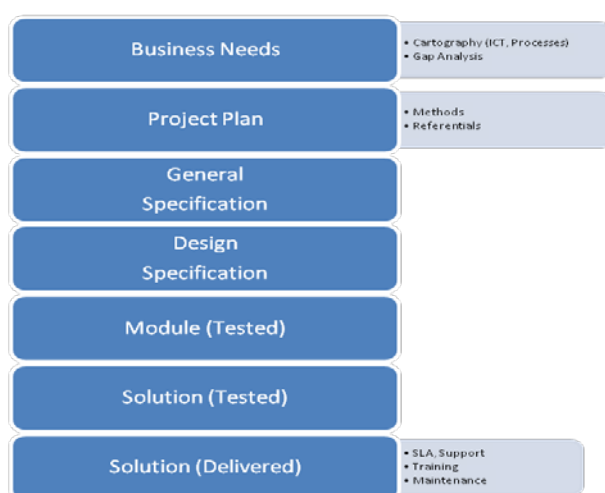 Business Needs
• Cartography (ICT, Processes)
• Gap Analysis
Project Plan
• Methods
• Referentials
General
Specification
Design
Specification
Module (Tested)
Solution (Tested)
Solution (Delivered)
• SLA, Support
• Training
• Maintenance